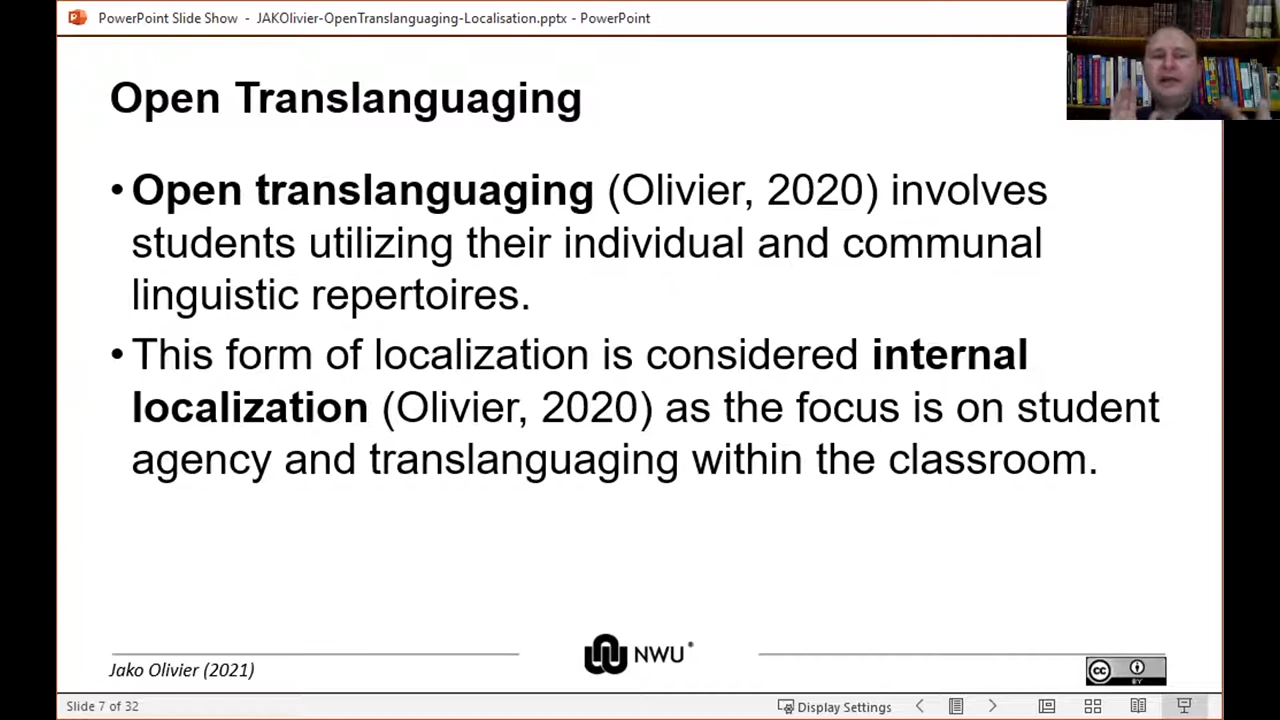 PowerPoint Slide Show - JAKOlivier-OpenTranslanguaging-Localisation.pptx - PowerPoint
Open Translanguaging
• Open translanguaging (Olivier, 2020) involves
students utilizing their individual and communal
linguistic repertoires.
• This form of localization is considered internal
localization (Olivier, 2020) as the focus is on student
agency and translanguaging within the classroom.
Jako Olivier (2021)
NWU®
cc
BY
Slide 7 of 32
Display Settings